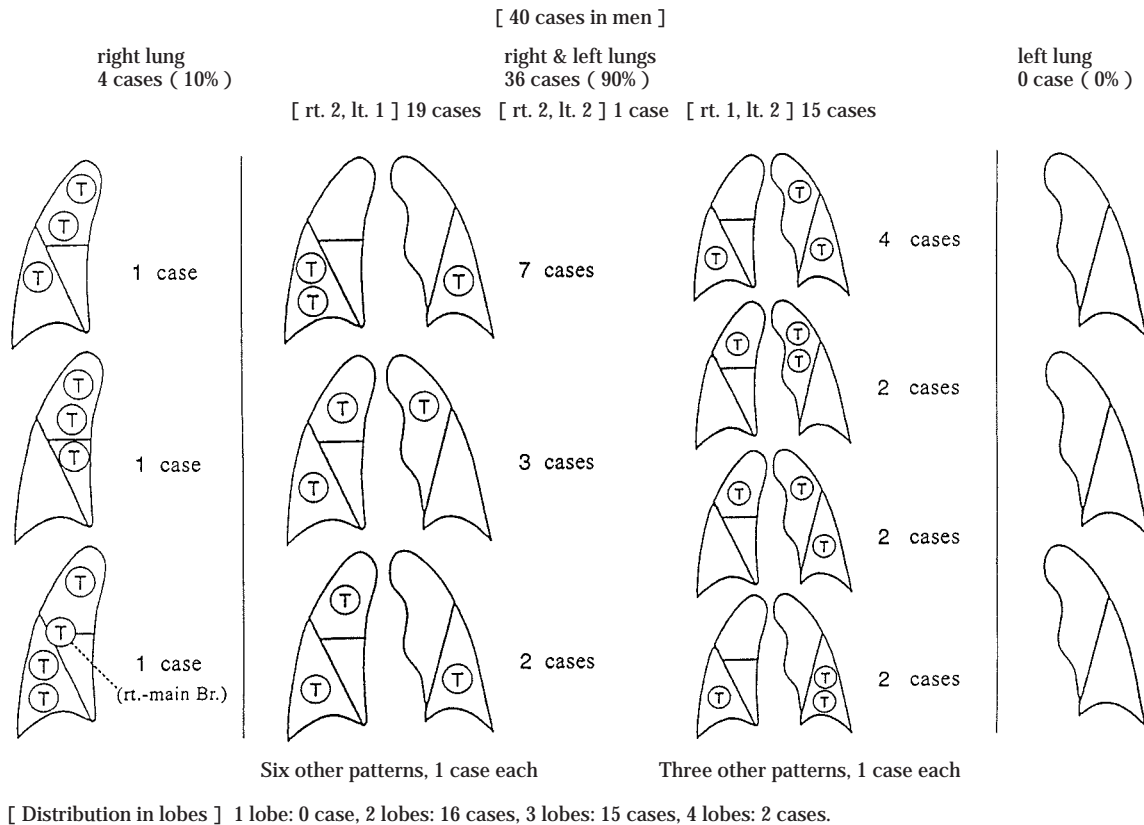 [ 40 cases in men ]
right lung
4 cases ( 10% )
right & left lungs
36 cases ( 90% )
left lung
0 case ( 0% )
[ rt. 2, lt. 1 ] 19 cases [ rt. 2, lt. 2 ] 1 case [ rt. 1, lt. 2 ] 15 cases
T
T
T
1 case
T
T
T
7 cases
T
T
T
4 cases
T
T
T
2 cases
T
T
T
1 case
T
T
T
3 cases
T
T
T
2 cases
T
T
T
T
1 case
(rt.-main Br.)
T
T
T
2 cases
T
T
T
2 cases
Six other patterns, 1 case each
Three other patterns, 1 case each
[ Distribution in lobes ] 1 lobe: 0 case, 2 lobes: 16 cases, 3 lobes: 15 cases, 4 lobes: 2 cases.